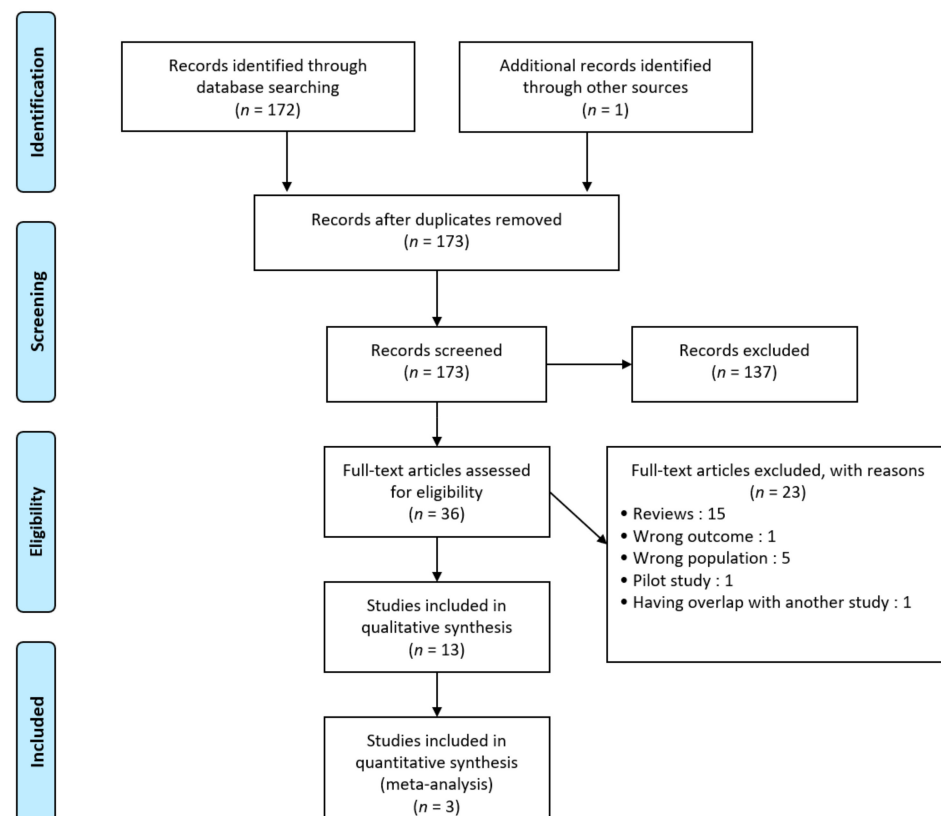 Identification
Records identified through
database searching
(n = 172)
Additional records identified
through other sources
(n = 1)
Records after duplicates removed
(n = 173)
Screening
Records screened
(n = 173)
Records excluded
(n = 137)
Eligibility
Full-text articles assessed
for eligibility
(n = 36)
Full-text articles excluded, with reasons
(n = 23)
• Reviews : 15
• Wrong outcome : 1
• Wrong population : 5
• Pilot study : 1
• Having overlap with another study : 1
Studies included in
qualitative synthesis
(n = 13)
Included
Studies included in
quantitative synthesis
(meta-analysis)
(n = 3)